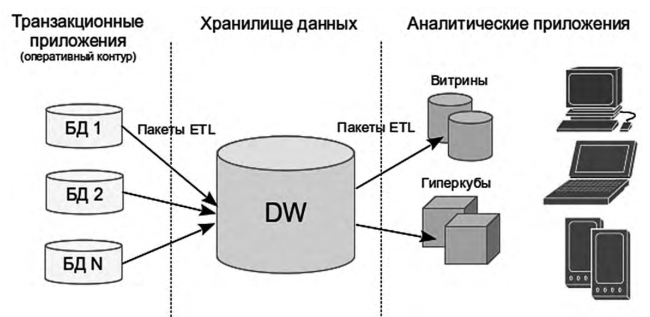 Транзакционные
приложения
(оперативный контур)
Хранилище данных
Аналитические приложения
БД 1
БД 2
БД N
Пакеты ETL
DW
Пакеты ETL
Витрины
Гиперкубы